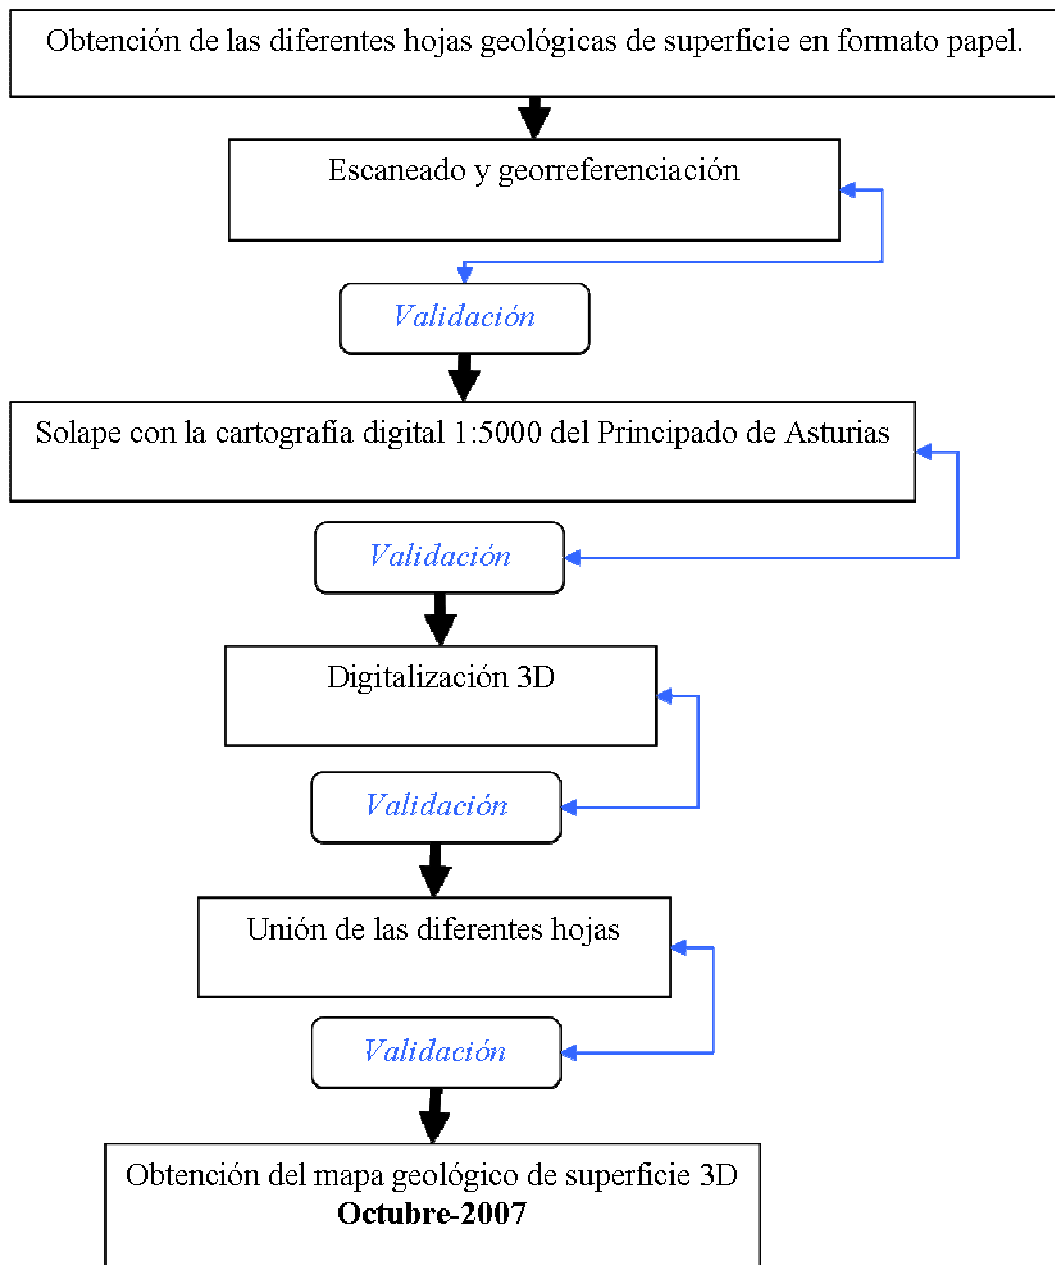 Obtención de las diferentes hojas geológicas de superficie en formato papel.
Escaneado y georreferenciación
Validación
Solape con la cartografía digital 1:5000 del Principado de Asturias
Validación
Digitalización 3D
Validación
Unión de las diferentes hojas
Validación
Obtención del mapa geológico de superficie 3D
Octubre-2007